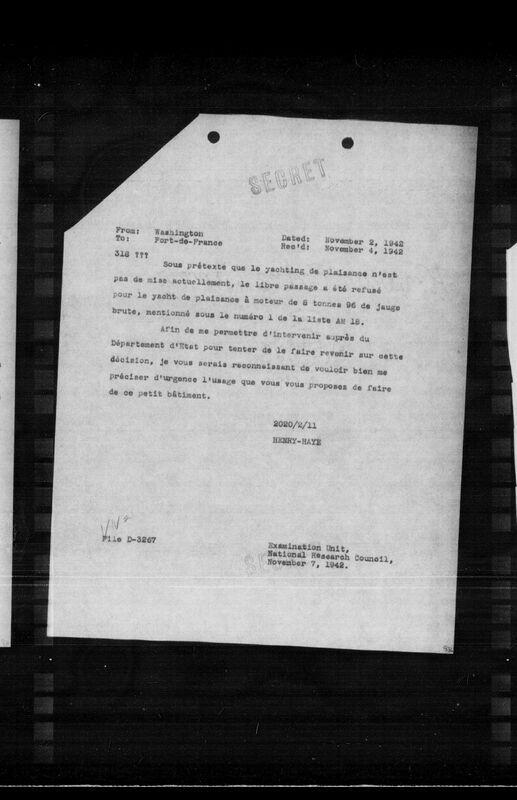 SECRET
From: Washington Dated: November 2, 1942
To: Fort-de-France Rec'd: November 4, 1942
318 ???
Sous prétexte que le yachting de plaisance n'est
pas de mise actuellement, le libre passage a été refusé
pour le yacht de plaisance à moteur de 8 tonnes 96 de jauge
brute, mentionné sous le numéro 1 de la liste AM 18.
Afin de me permettre d'intervenir auprès du
Département d'Etat pour tenter de le faire revenir sur cette
décision, je vous serais reconnaissant de vouloir bien me
préciser d'urgence l'usage que vous vous proposez de faire
de ce petit bâtiment.
2020/2/11
HENRY-HAYE
File D-3267
Examination Unit,
National Research Council,
November 7, 1942.